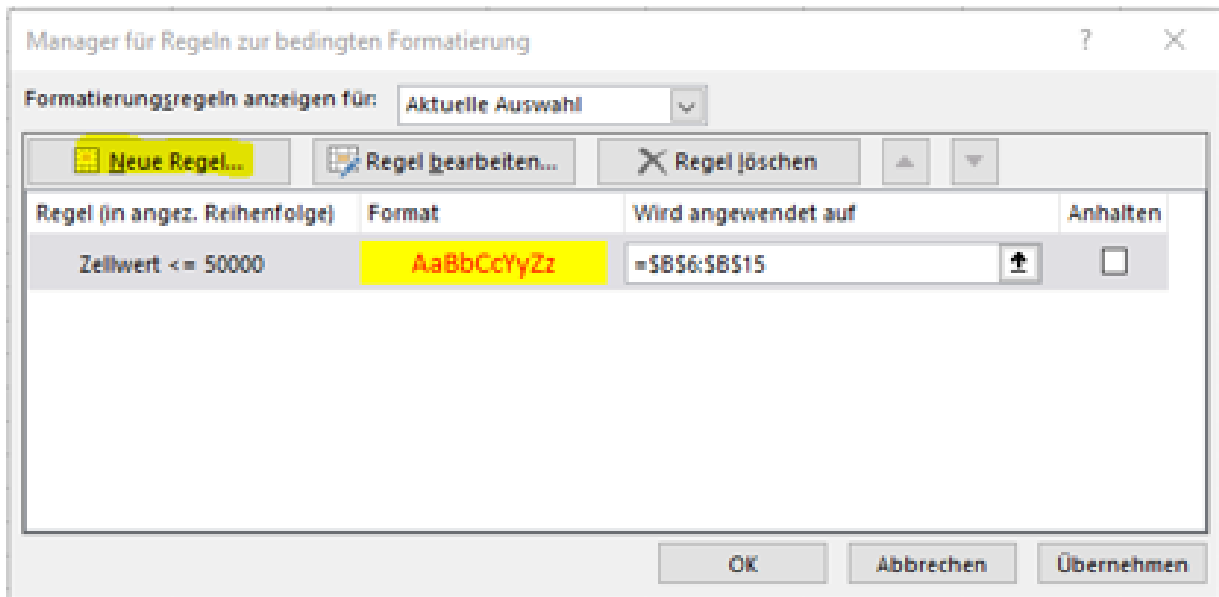 Manager für Regeln zur bedingten Formatierung ?
Formatierungsregeln anzeigen für: Aktuelle Auswahl
Neue Regel... Regel bearbeiten... Regel löschen
Regel (in angez. Reihenfolge) Format Wird angewendet auf Anhalten
Zellwert <= 50000 AaBbCcYyZz =$B$6:$B$15
OK Abbrechen Übernehmen